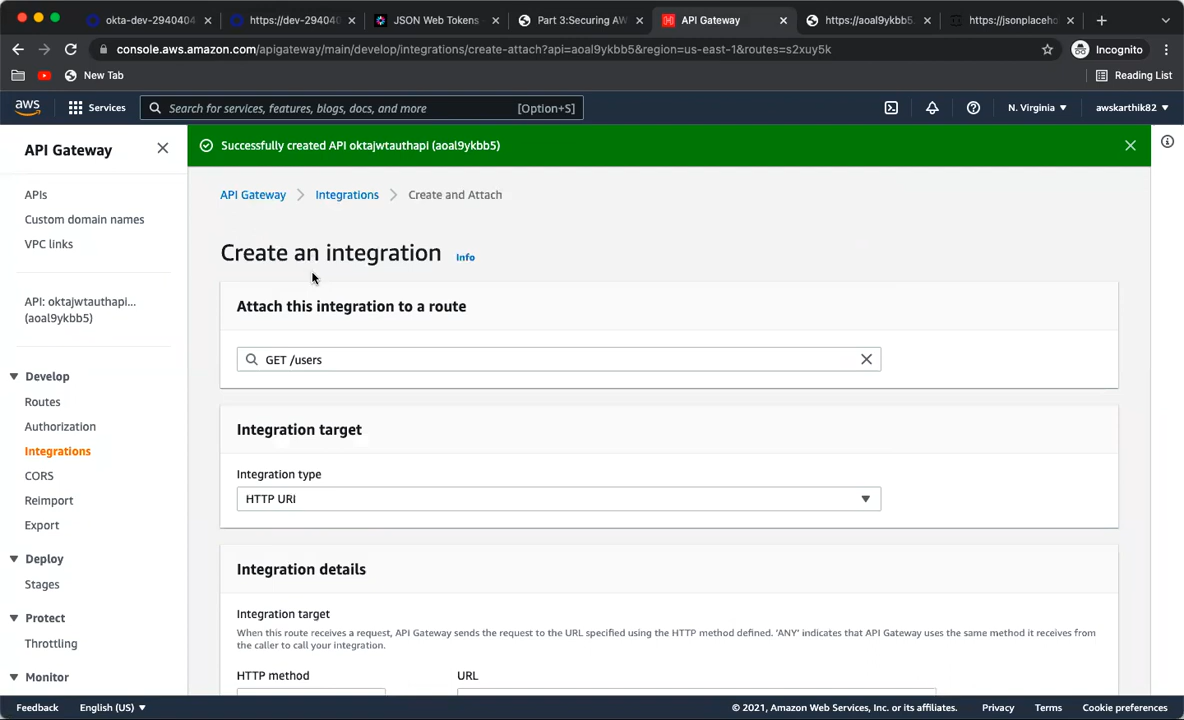 okta-dev-2940404
https://dev-29404
JSON Web Tokens
Part 3:Securing AW
API Gateway
https://aoal9ykbb5
https://jsonplaceho
console.aws.amazon.com/apigateway/main/develop/integrations/create-attach?api=aoal9ykbb5&region=us-east-1&routes=s2xuy5k
Incognito
New Tab
Reading List
aws
Services
Search for services, features, blogs, docs, and more
[Option+S]
N. Virginia
awskarthik82
API Gateway
Successfully created API oktajwtauthapi (aoal9ykbb5)
APIs
Custom domain names
VPC links
API: oktajwtauthapi...
(aoal9ykbb5)
Develop
Routes
Authorization
Integrations
CORS
Reimport
Export
Deploy
Stages
Protect
Throttling
Monitor
API Gateway
Integrations
Create and Attach
Create an integration
Info
Attach this integration to a route
GET /users
Integration target
Integration type
HTTP URI
Integration details
Integration target
When this route receives a request, API Gateway sends the request to the URL specified using the HTTP method defined. 'ANY' indicates that API Gateway uses the same method it receives from
the caller to call your integration.
HTTP method
URL
Feedback
English (US)
© 2021, Amazon Web Services, Inc. or its affiliates.
Privacy
Terms
Cookie preferences